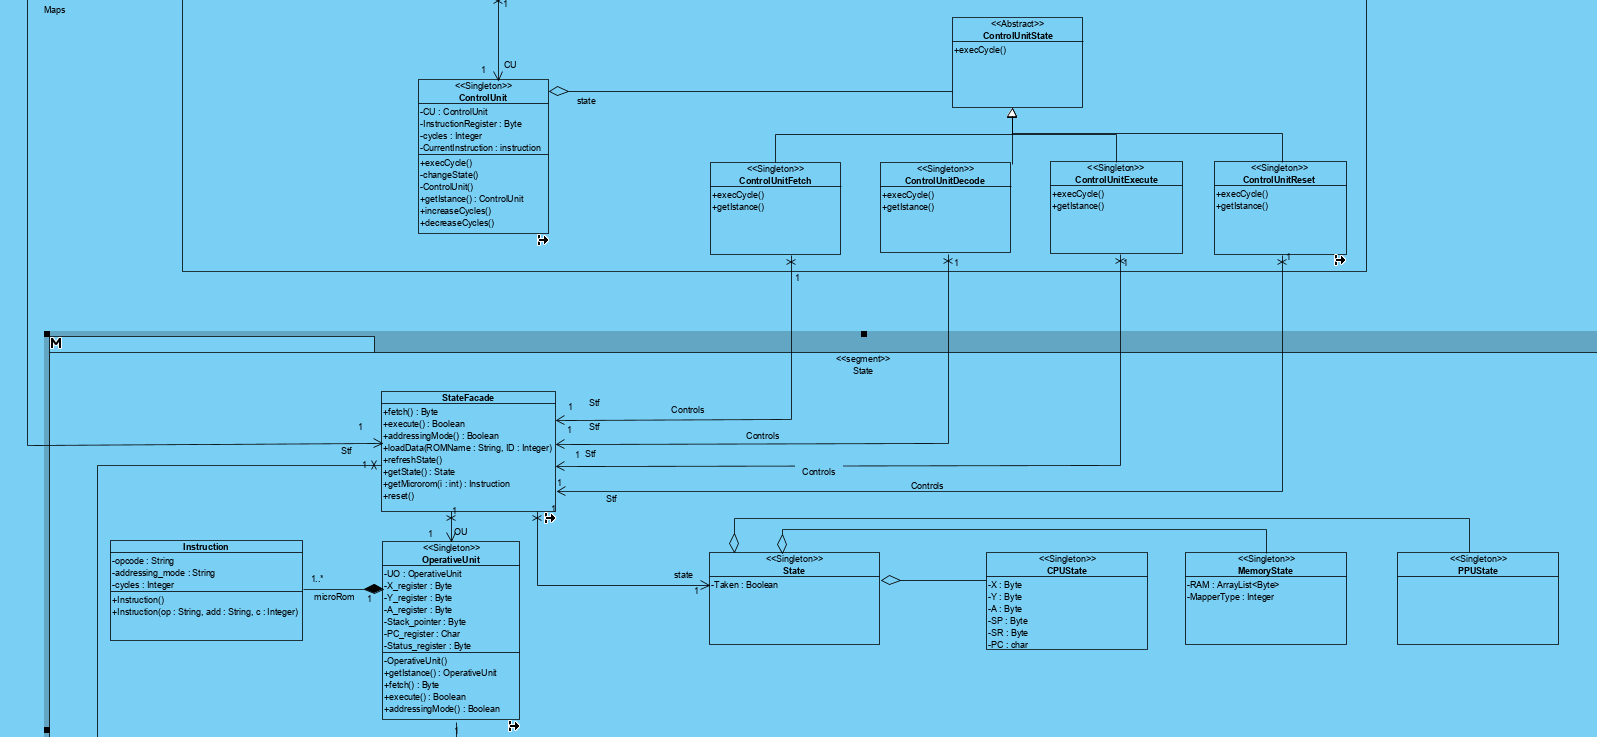 Maps
1
1
CU
<<Singleton>>
ControlUnit
-CU : ControlUnit
-InstructionRegister : Byte
-cycles : Integer
-CurrentInstruction : instruction
+execCycle()
-changeState()
-ControlUnit()
+getIstance() : ControlUnit
+increaseCycles()
+decreaseCycles()
state
<<Abstract>>
ControlUnitState
+execCycle()
<<Singleton>>
ControlUnitFetch
+execCycle()
+getIstance()
<<Singleton>>
ControlUnitDecode
+execCycle()
+getIstance()
<<Singleton>>
ControlUnitExecute
+execCycle()
+getIstance()
<<Singleton>>
ControlUnitReset
+execCycle()
+getIstance()
1
1
1
1
M
<<segment>>
State
StateFacade
+fetch() : Byte
+execute() : Boolean
+addressingMode() : Boolean
+loadData(ROMName : String, ID : Integer)
+refreshState()
+getState() : State
+getMicrorom(i : int) : Instruction
+reset()
1
Stf
1
1
Stf
Controls
1
Stf
Controls
1
Stf
Controls
1
Stf
Controls
1
1
OU
1
Instruction
-opcode : String
-addressing_mode : String
-cycles : Integer
+Instruction()
+Instruction(op : String, add : String, c : Integer)
1..*
microRom
1
<<Singleton>>
OperativeUnit
-UO : OperativeUnit
-X_register : Byte
-Y_register : Byte
-A_register : Byte
-Stack_pointer : Byte
-PC_register : Char
-Status_register : Byte
-OperativeUnit()
+getIstance() : OperativeUnit
+fetch() : Byte
+execute() : Boolean
+addressingMode() : Boolean
1
state
1
<<Singleton>>
State
-Taken : Boolean
<<Singleton>>
CPUState
-X : Byte
-Y : Byte
-A : Byte
-SP : Byte
-SR : Byte
-PC : char
<<Singleton>>
MemoryState
-RAM : ArrayList<Byte>
-MapperType : Integer
<<Singleton>>
PPUState